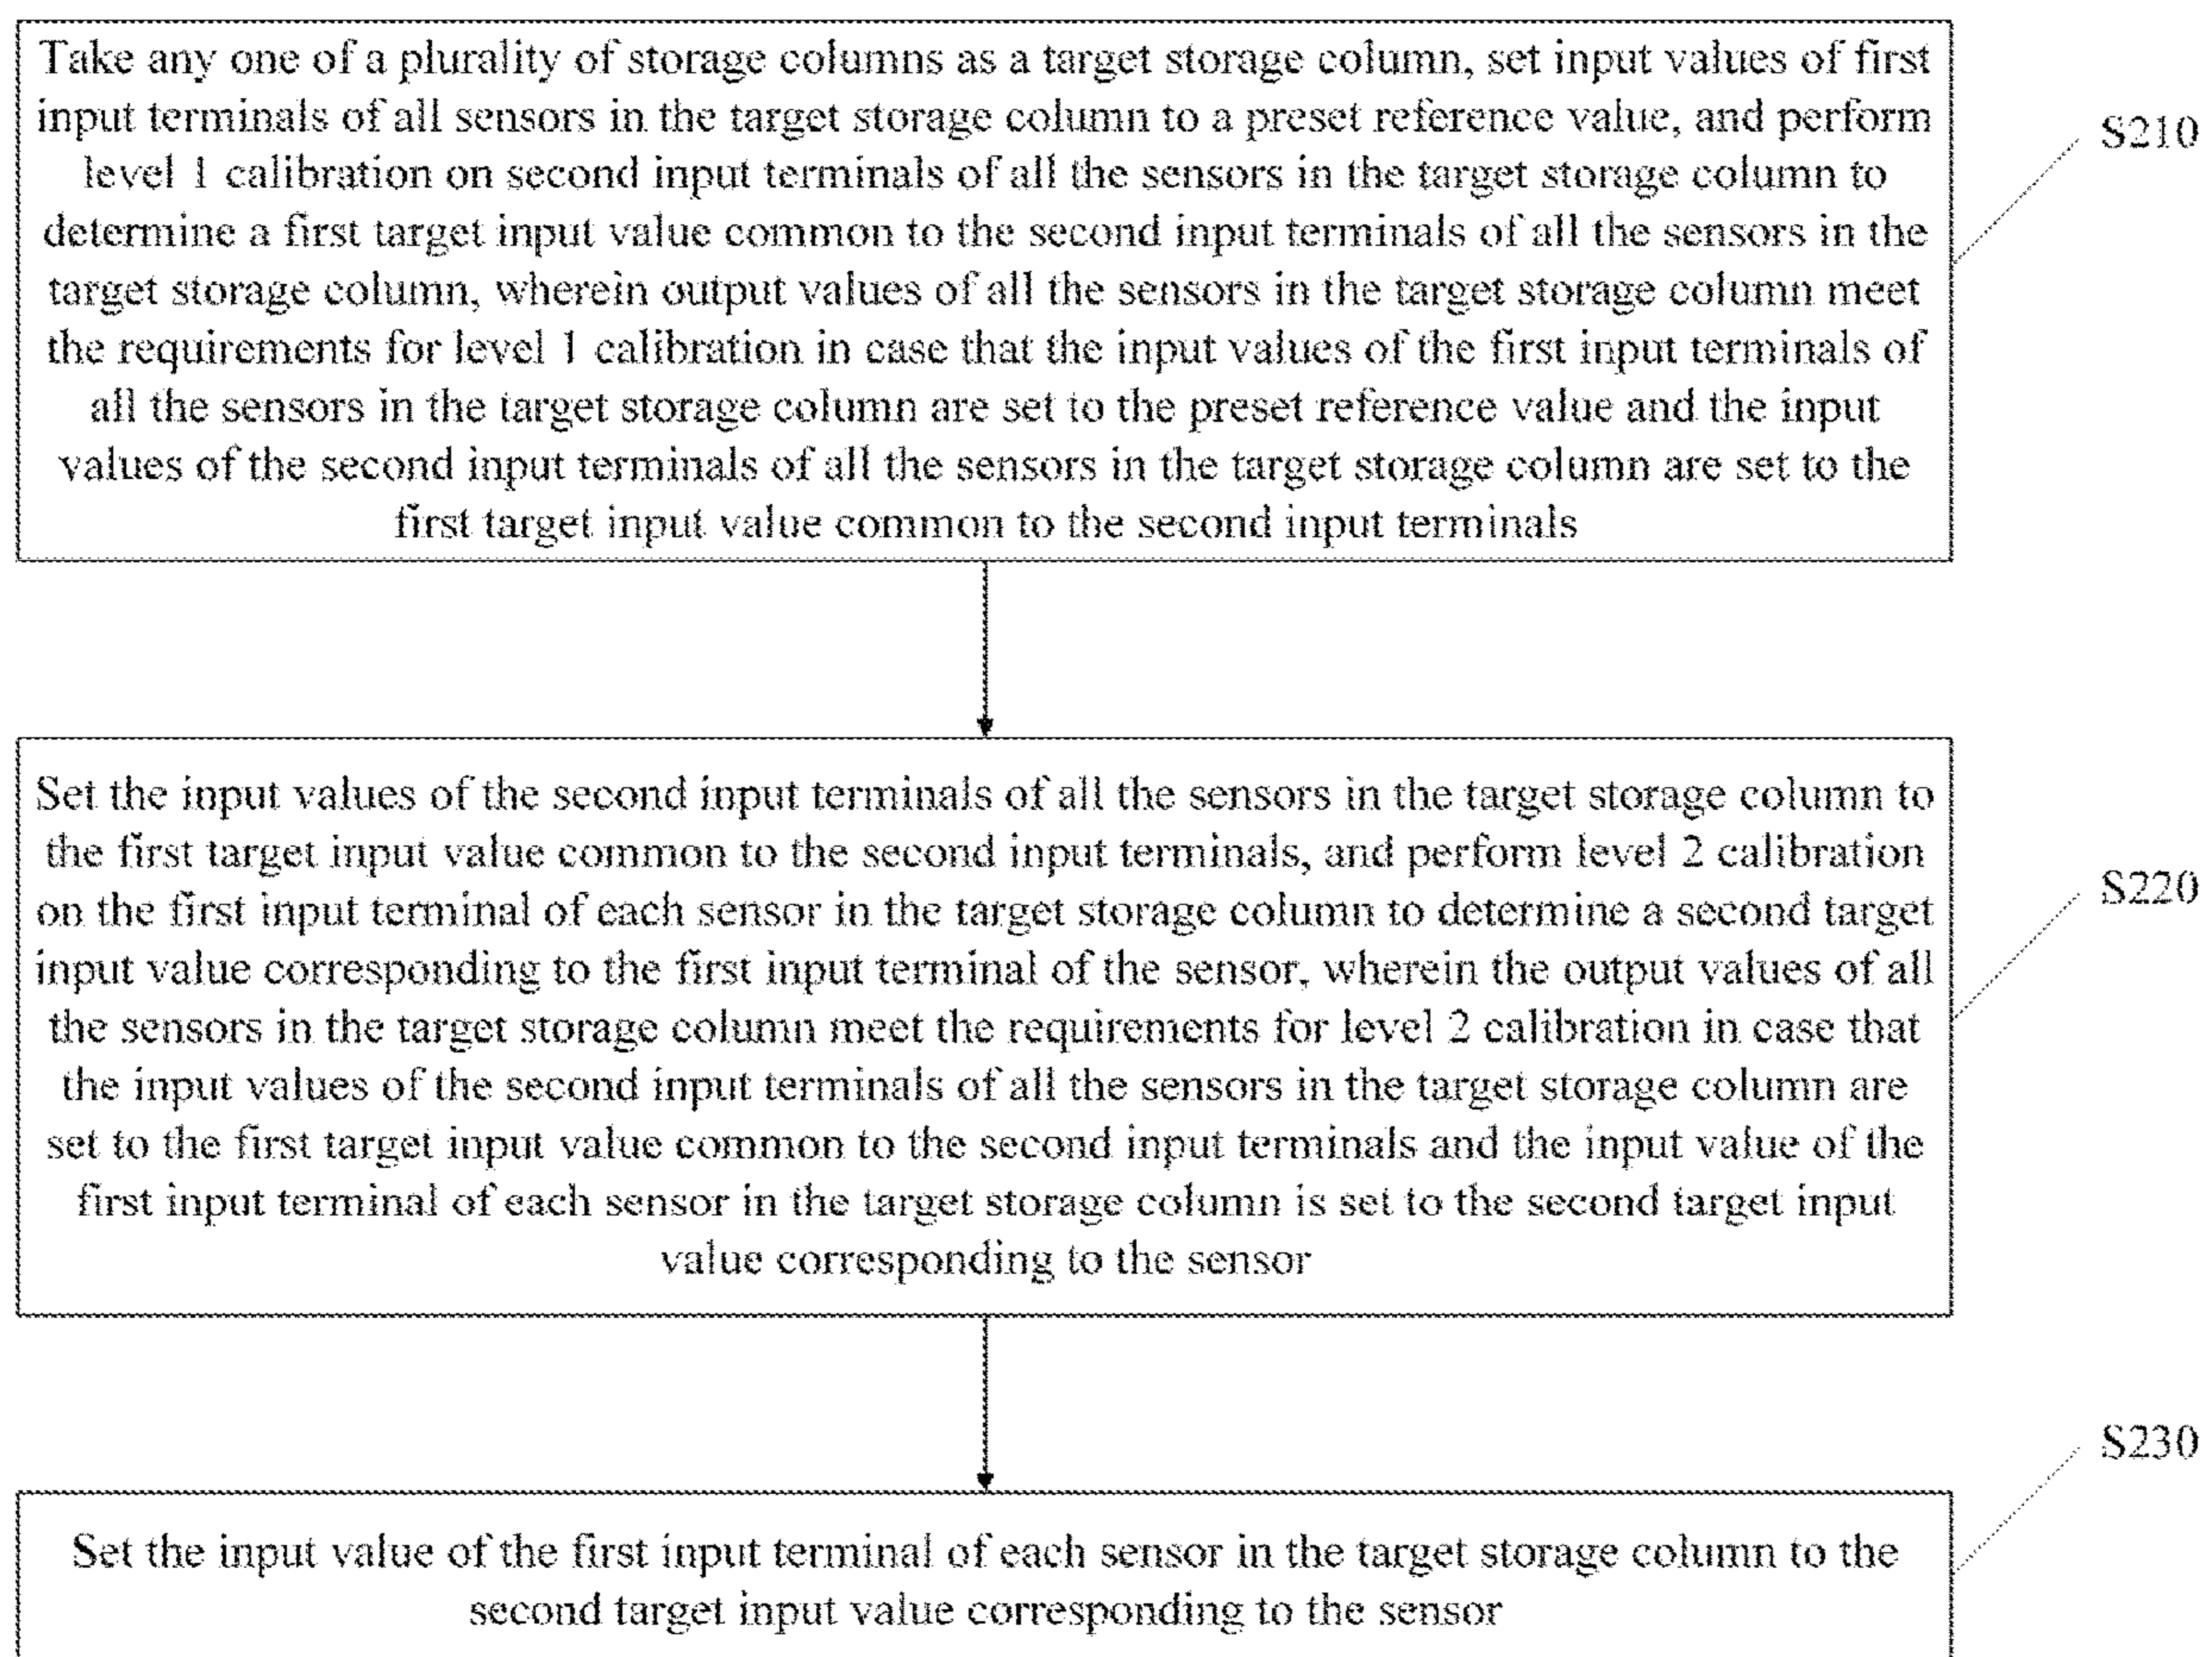 Take any one of a plurality of storage columns as a target storage column, set input values of first
input terminals of all sensors in the target storage column to a preset reference value, and perform
level 1 calibration on second input terminals of all the sensors in the target storage column to
determine a first target input value common to the second input terminals of all the sensors in the
target storage column, wherein output values of all the sensors in the target storage column meet
the requirements for level 1 calibration in case that the input values of the first input terminals of
all the sensors in the target storage column are set to the preset reference value and the input
values of the second input terminals of all the sensors in the target storage column are set to the
first target input value common to the second input terminals
S210
Set the input values of the second input terminals of all the sensors in the target storage column to
the first target input value common to the second input terminals, and perform level 2 calibration
on the first input terminal of each sensor in the target storage column to determine a second target
input value corresponding to the first input terminal of the sensor, wherein the output values of all
the sensors in the target storage column meet the requirements for level 2 calibration in case that
the input values of the second input terminals of all the sensors in the target storage column are
set to the first target input value common to the second input terminals and the input value of the
first input terminal of each sensor in the target storage column is set to the second target input
value corresponding to the sensor
S220
Set the input value of the first input terminal of each sensor in the target storage column to the
second target input value corresponding to the sensor
S230